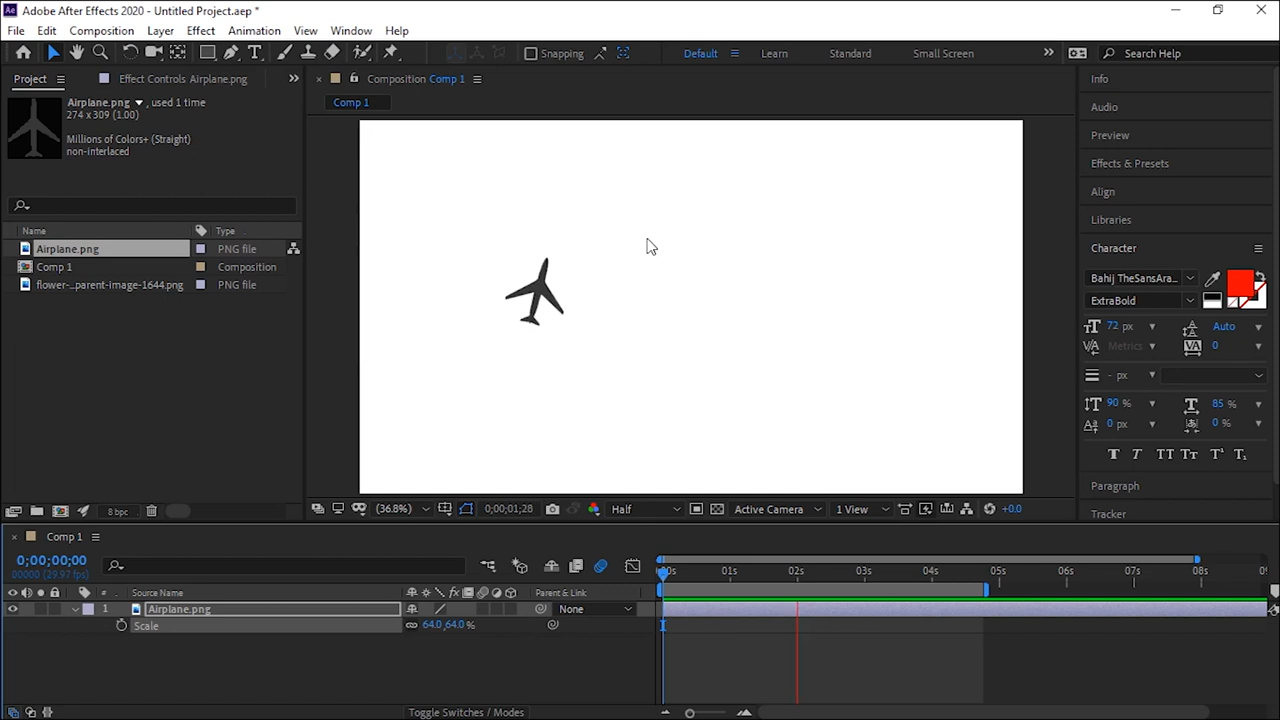 Ae Adobe After Effects 2020 - Untitled Project.aep *
File Edit Composition Layer Effect Animation View Window Help
Snapping Default Learn Standard Small Screen Search Help
Project Effect Controls Airplane.png Composition Comp 1 Info
Comp 1
Airplane.png , used 1 time
274 x 309 (1.00)
Millions of Colors+ (Straight)
non-interlaced
Audio
Preview
Effects & Presets
Align
Libraries
Name Type
Airplane.png PNG file
Comp 1 Composition
flower-..parent-image-1644.png PNG file
Character
Bahij TheSansAra...
ExtraBold
72 px Auto
Metrics 0
- px
90 % 85 %
0 px 0 %
T T TT Tт T¹ T₁
Paragraph
Tracker
8 bpc (36.8%) 0;00;01;28 Half Active Camera 1 View +0.0
Comp 1
0;00;00;00
00000 (29.97 fps)
:00s 01s 02s 03s 04s 05s 06s 07s 08s 09
# Source Name Parent & Link
1 Airplane.png None
Scale 64.0,64.0 %
Toggle Switches / Modes